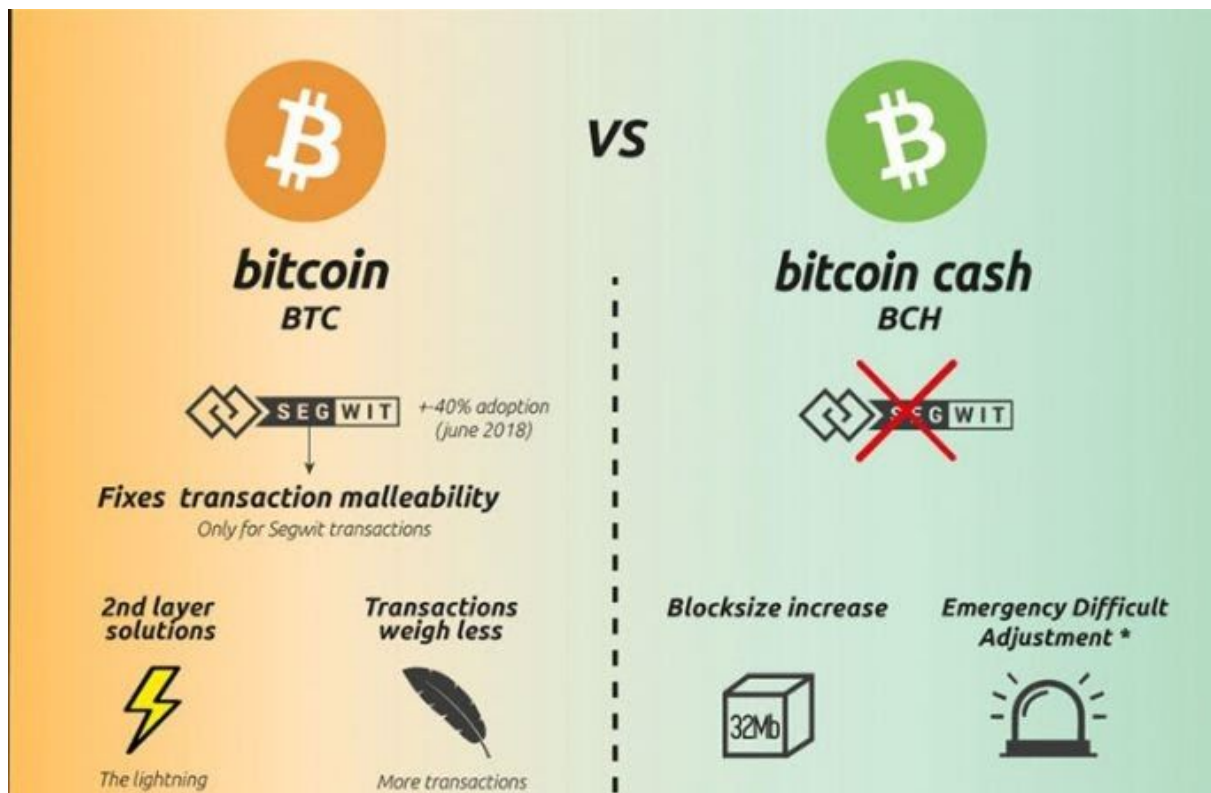 VS
bitcoin
BTC
SEGWIT
+-40% adoption
(june 2018)
Fixes transaction malleability
Only for Segwit transactions
2nd layer
solutions
The lightning
Transactions
weigh less
More transactions
bitcoin cash
BCH
SEGWIT
Blocksize increase
32Mb
Emergency Difficult
Adjustment *